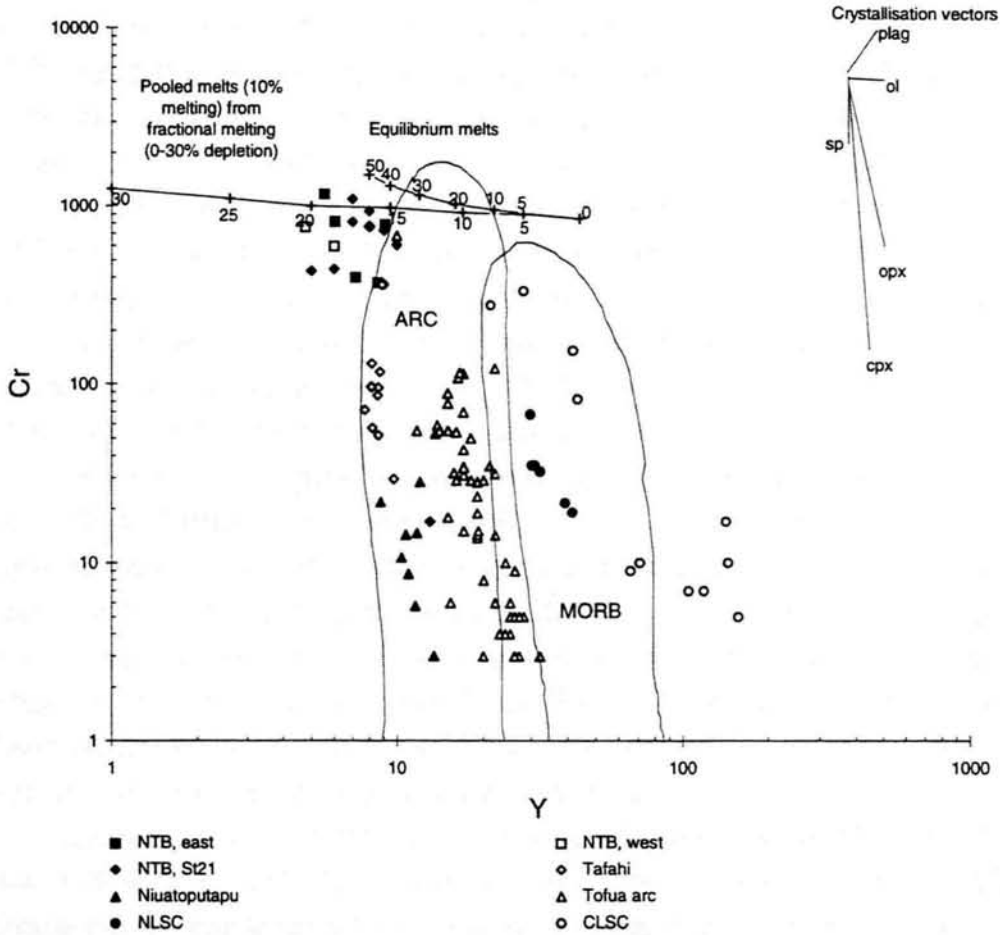 Crystallisation vectors
plag
ol
sp
opx
cpx
10000
1000
100
10
1
Cr
Pooled melts (10%
melting) from
fractional melting
(0-30% depletion)
Equilibrium melts
50
40
30
20
10
5
0
30
25
20
15
10
5
ARC
MORB
1
10
100
1000
Y
NTB, east
NTB, west
NTB, St21
Tafahi
Niuatoputapu
Tofua arc
NLSC
CLSC